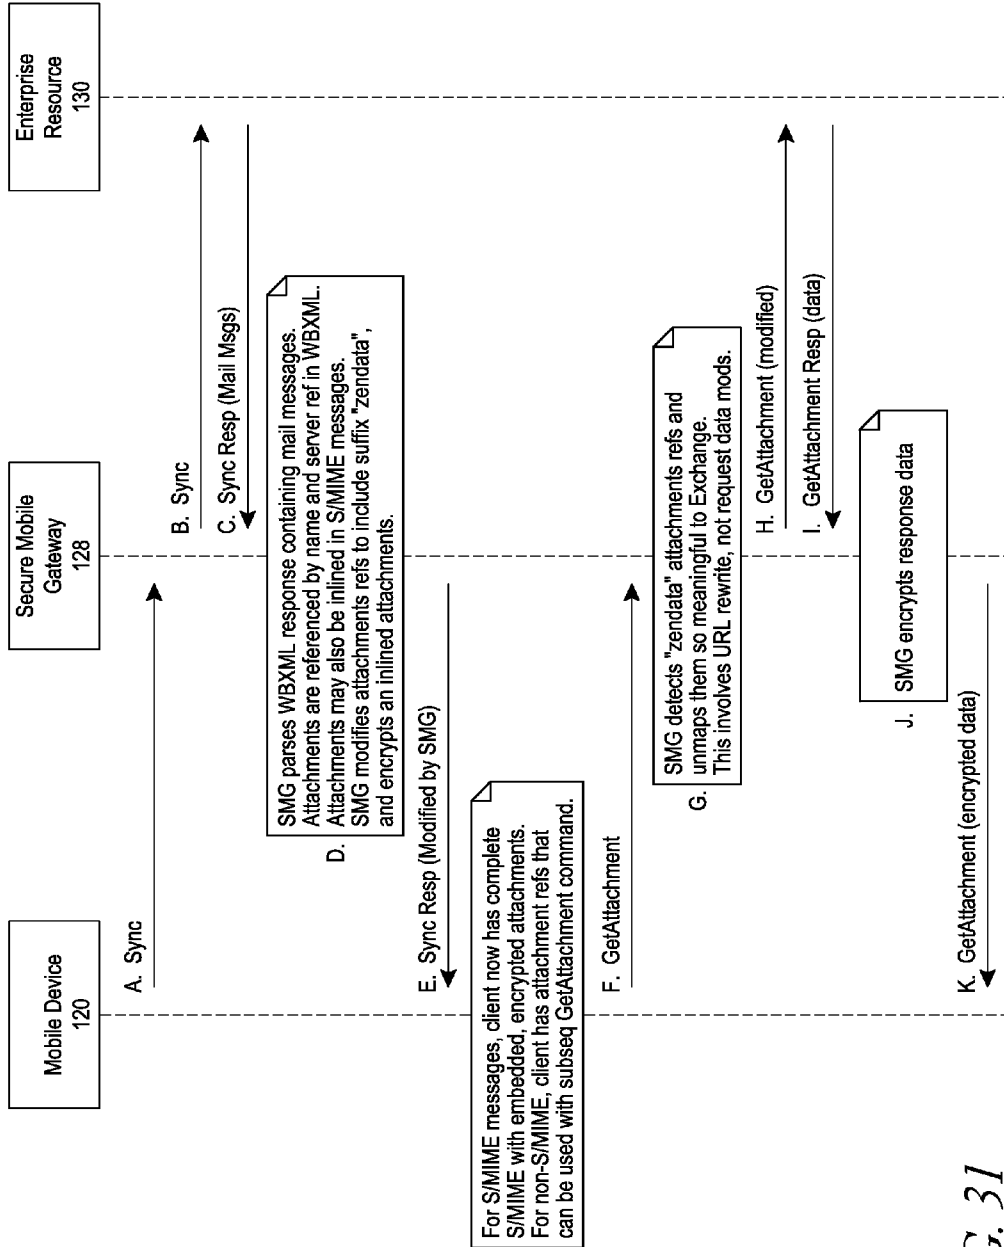 Mobile Device
120
Secure Mobile
Gateway
128
Enterprise
Resource
130
A. Sync
B. Sync
C. Sync Resp (Mail Msgs)
SMG parses WBXML response containing mail messages.
Attachments are referenced by name and server ref in WBXML.
Attachments may also be inlined in S/MIME messages.
SMG modifies attachments refs to include suffix "zendata",
and encrypts an inlined attachments.
D.
E. Sync Resp (Modified by SMG)
For S/MIME messages, client now has complete
S/MIME with embedded, encrypted attachments.
For non-S/MIME, client has attachment refs that
can be used with subseq GetAttachment command.
F. GetAttachment
SMG detects "zendata" attachments refs and
unmaps them so meaningful to Exchange.
This involves URL rewrite, not request data mods.
G.
H. GetAttachment (modified)
I. GetAttachment Resp (data)
J. SMG encrypts response data
K. GetAttachment (encrypted data)
31